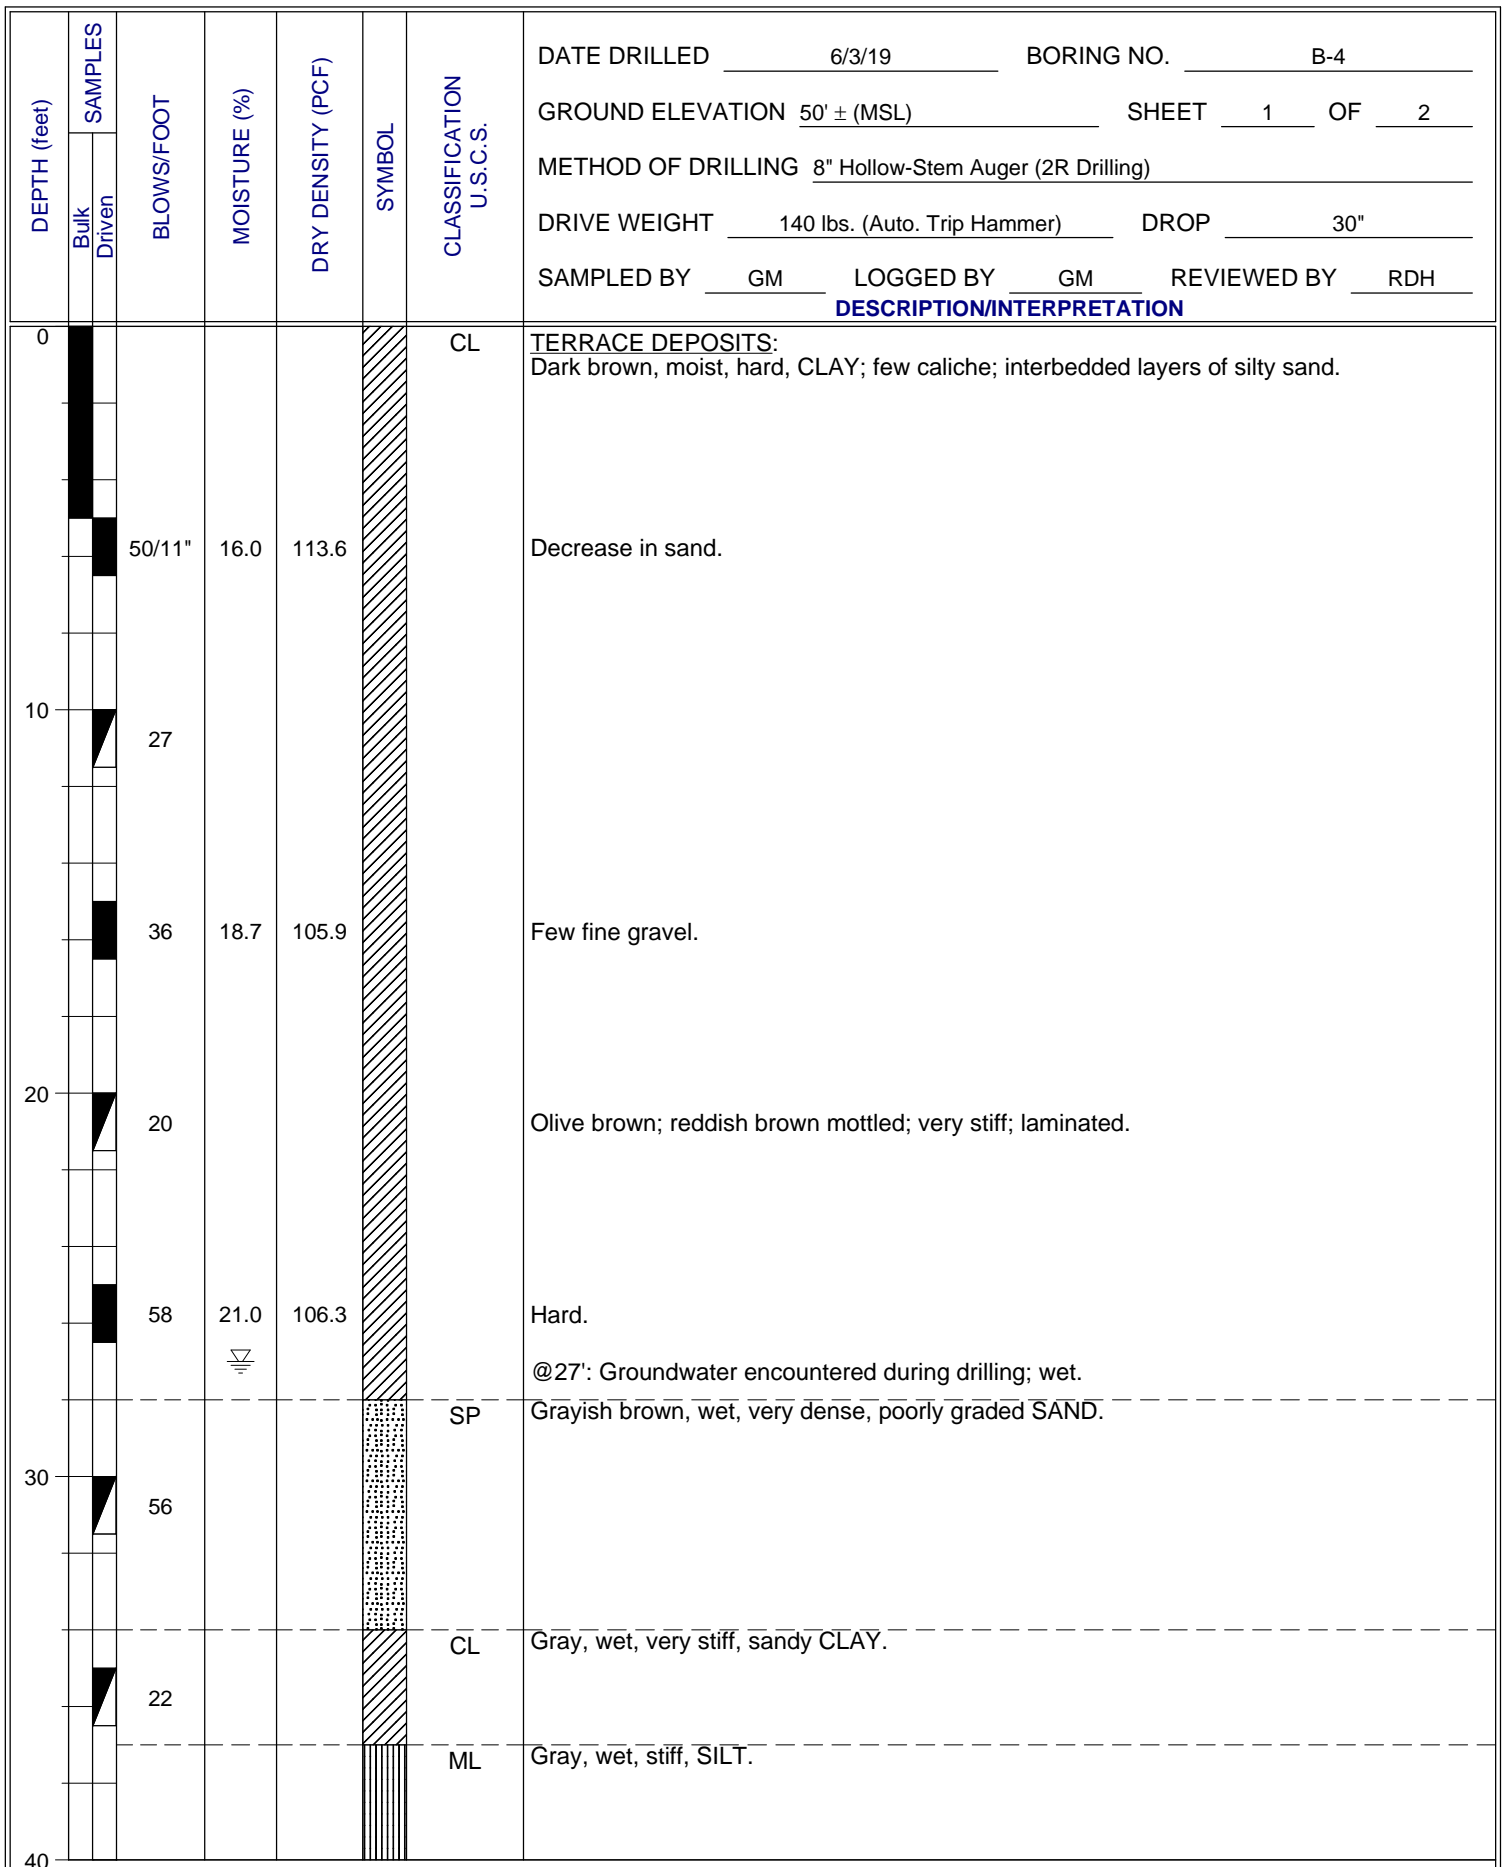 DEPTH (feet)
SAMPLES
Bulk
Driven
BLOWS/FOOT
MOISTURE (%)
DRY DENSITY (PCF)
SYMBOL
CLASSIFICATION
U.S.C.S.
DATE DRILLED 6/3/19 BORING NO. B-4
GROUND ELEVATION 50' ± (MSL) SHEET 1 OF 2
METHOD OF DRILLING 8" Hollow-Stem Auger (2R Drilling)
DRIVE WEIGHT 140 lbs. (Auto. Trip Hammer) DROP 30"
SAMPLED BY GM LOGGED BY GM REVIEWED BY RDH
DESCRIPTION/INTERPRETATION
0 CL TERRACE DEPOSITS:
Dark brown, moist, hard, CLAY; few caliche; interbedded layers of silty sand.
50/11" 16.0 113.6 Decrease in sand.
10
27
36 18.7 105.9 Few fine gravel.
20
20 Olive brown; reddish brown mottled; very stiff; laminated.
58 21.0 106.3 Hard.
@27': Groundwater encountered during drilling; wet.
SP Grayish brown, wet, very dense, poorly graded SAND.
30
56
CL Gray, wet, very stiff, sandy CLAY.
22
ML Gray, wet, stiff, SILT.
40